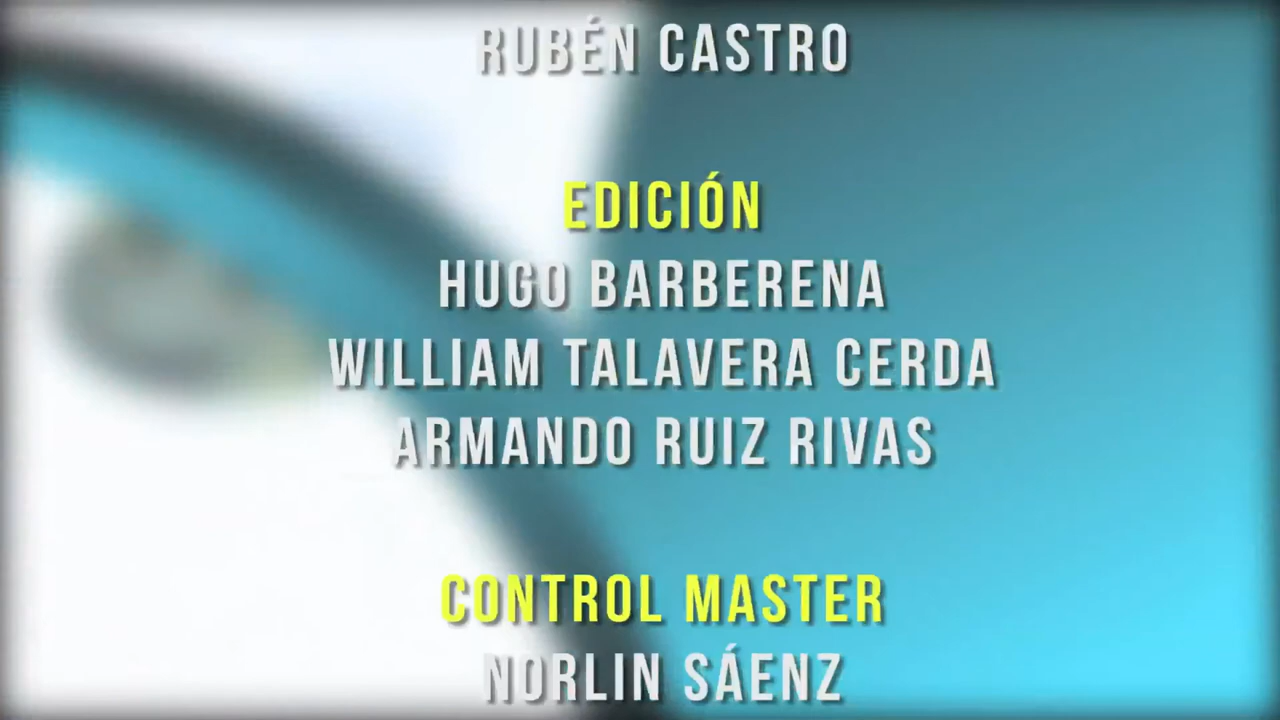 RUBÉN CASTRO
EDICIÓN
HUGO BARBERENA
WILLIAM TALAVERA CERDA
ARMANDO RUIZ RIVAS
CONTROL MASTER
NORLIN SÁENZ